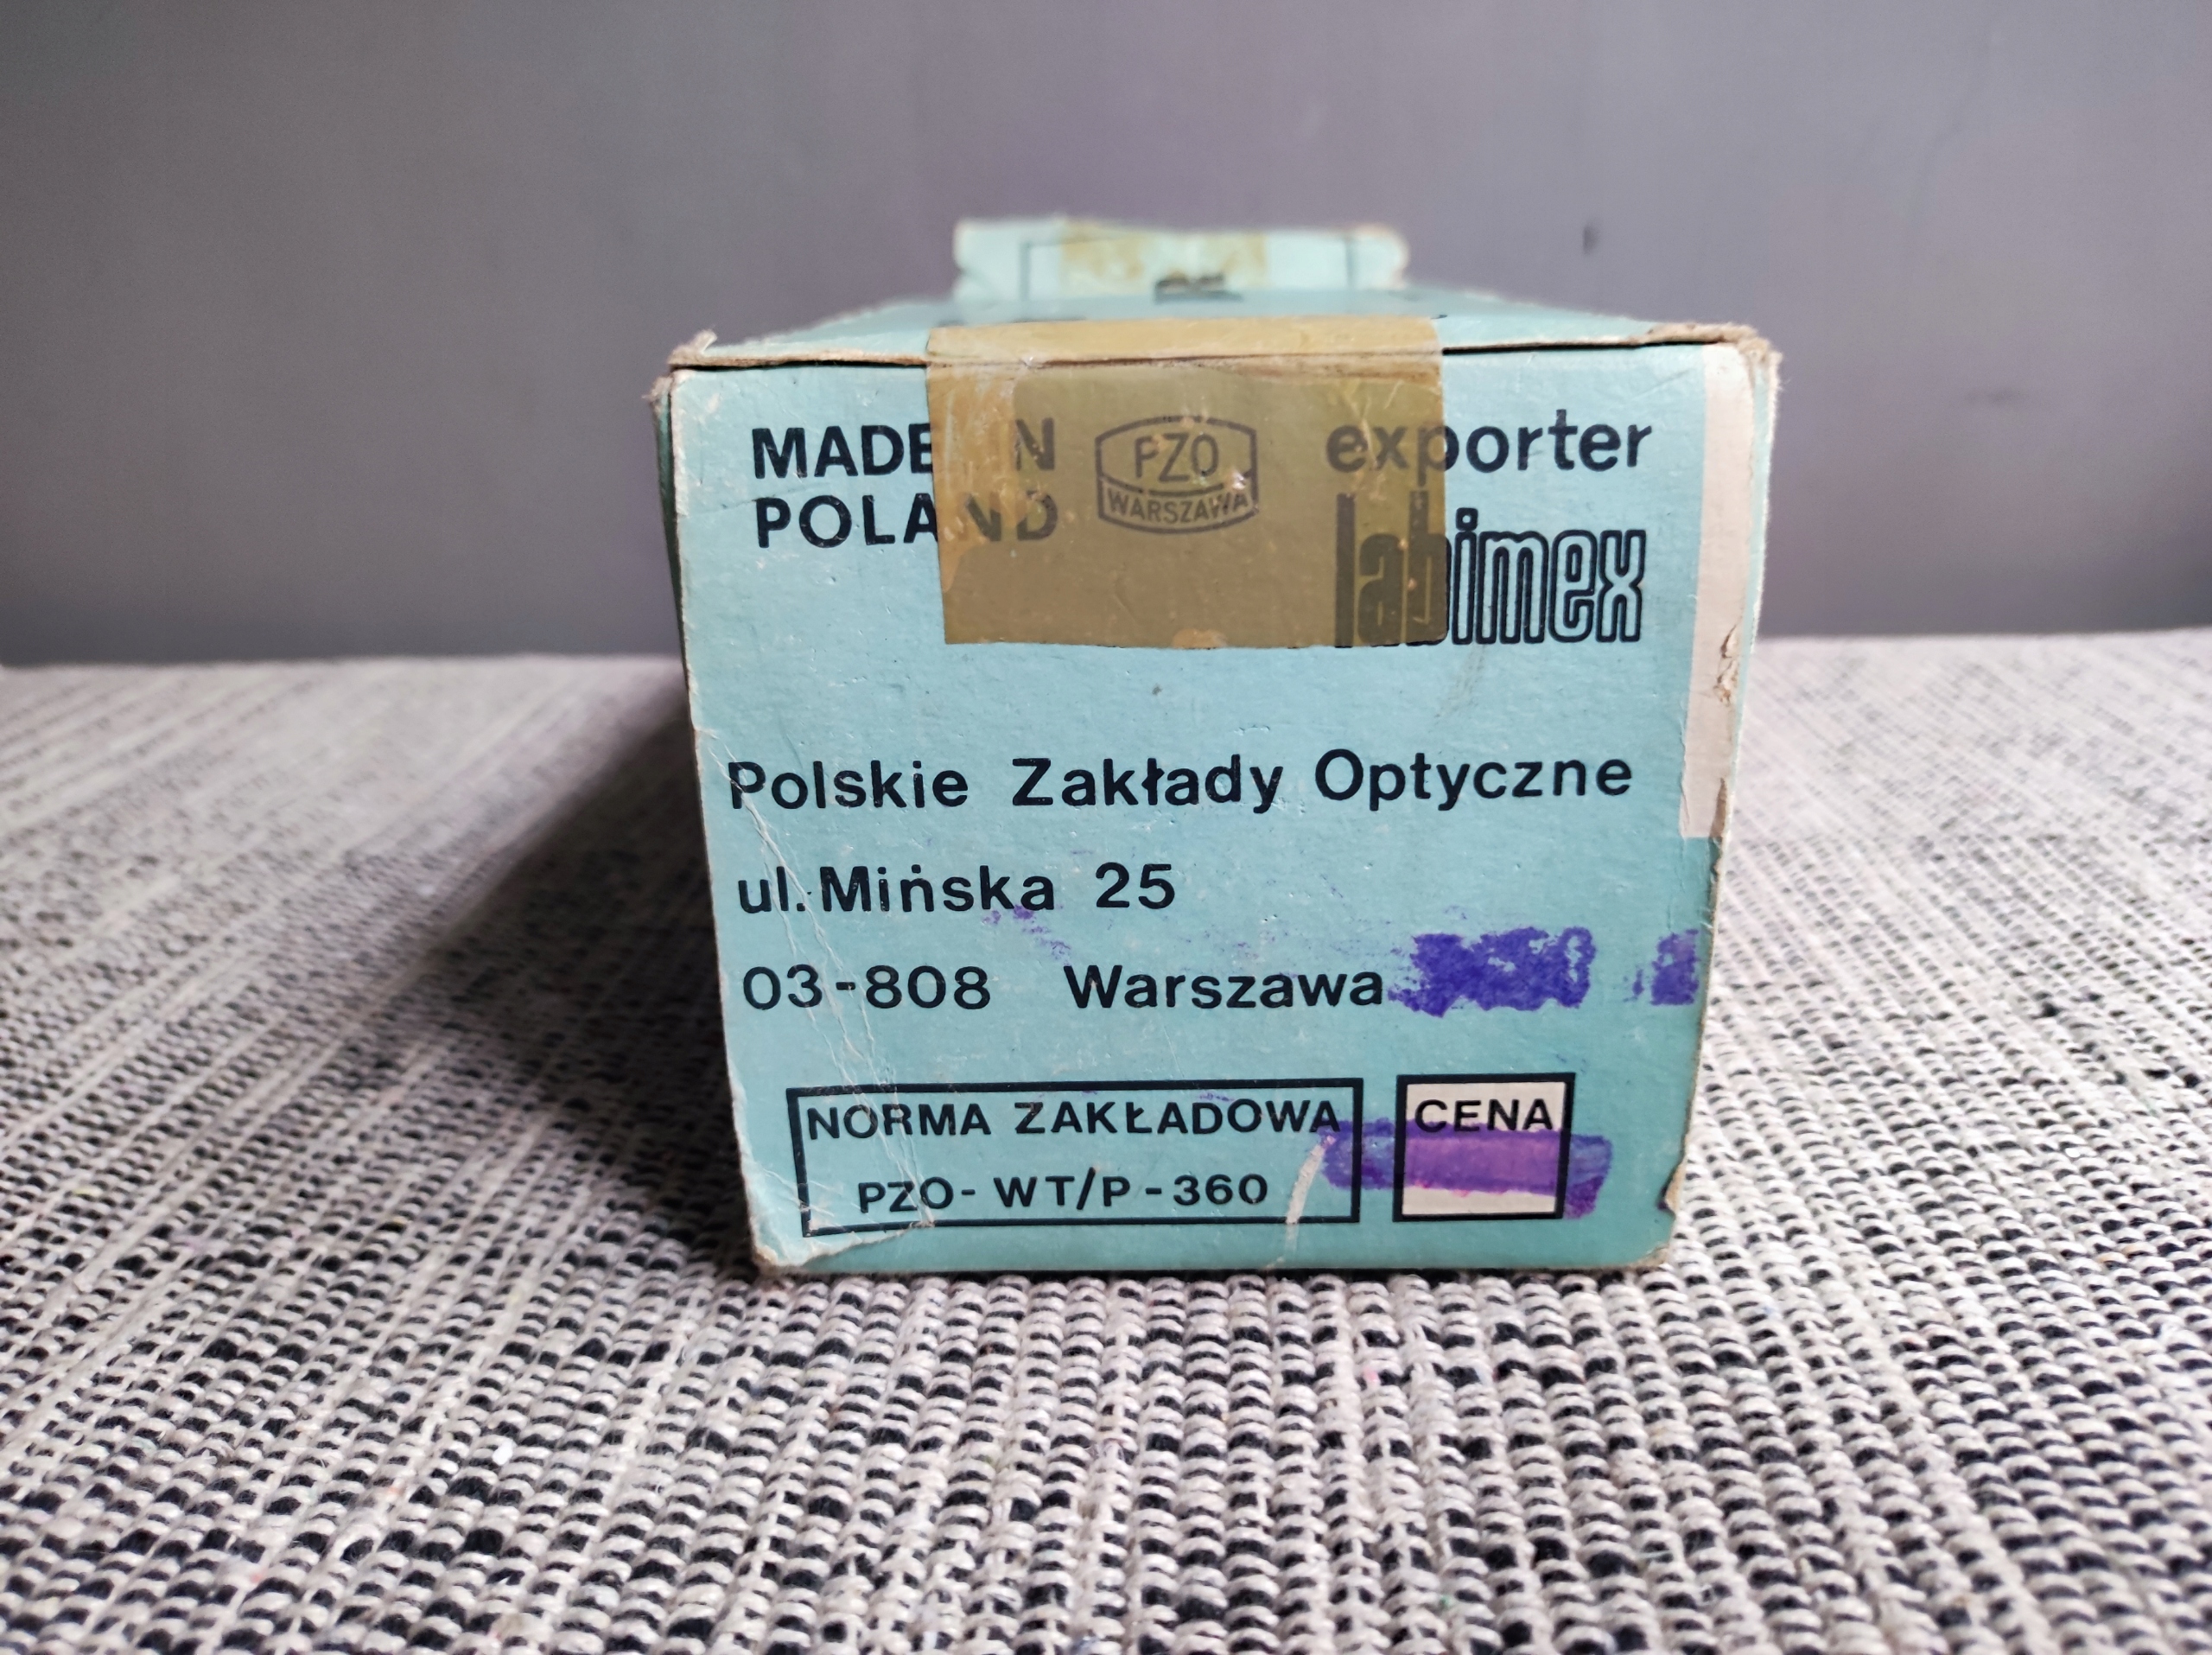 MADE IN
POLAND
PZO
WARSZAWA
exporter
labimex
Polskie Zakłady Optyczne
ul. Mińska 25
03-808 Warszawa
NORMA ZAKŁADOWA
PZO-WT/P-360
CENA